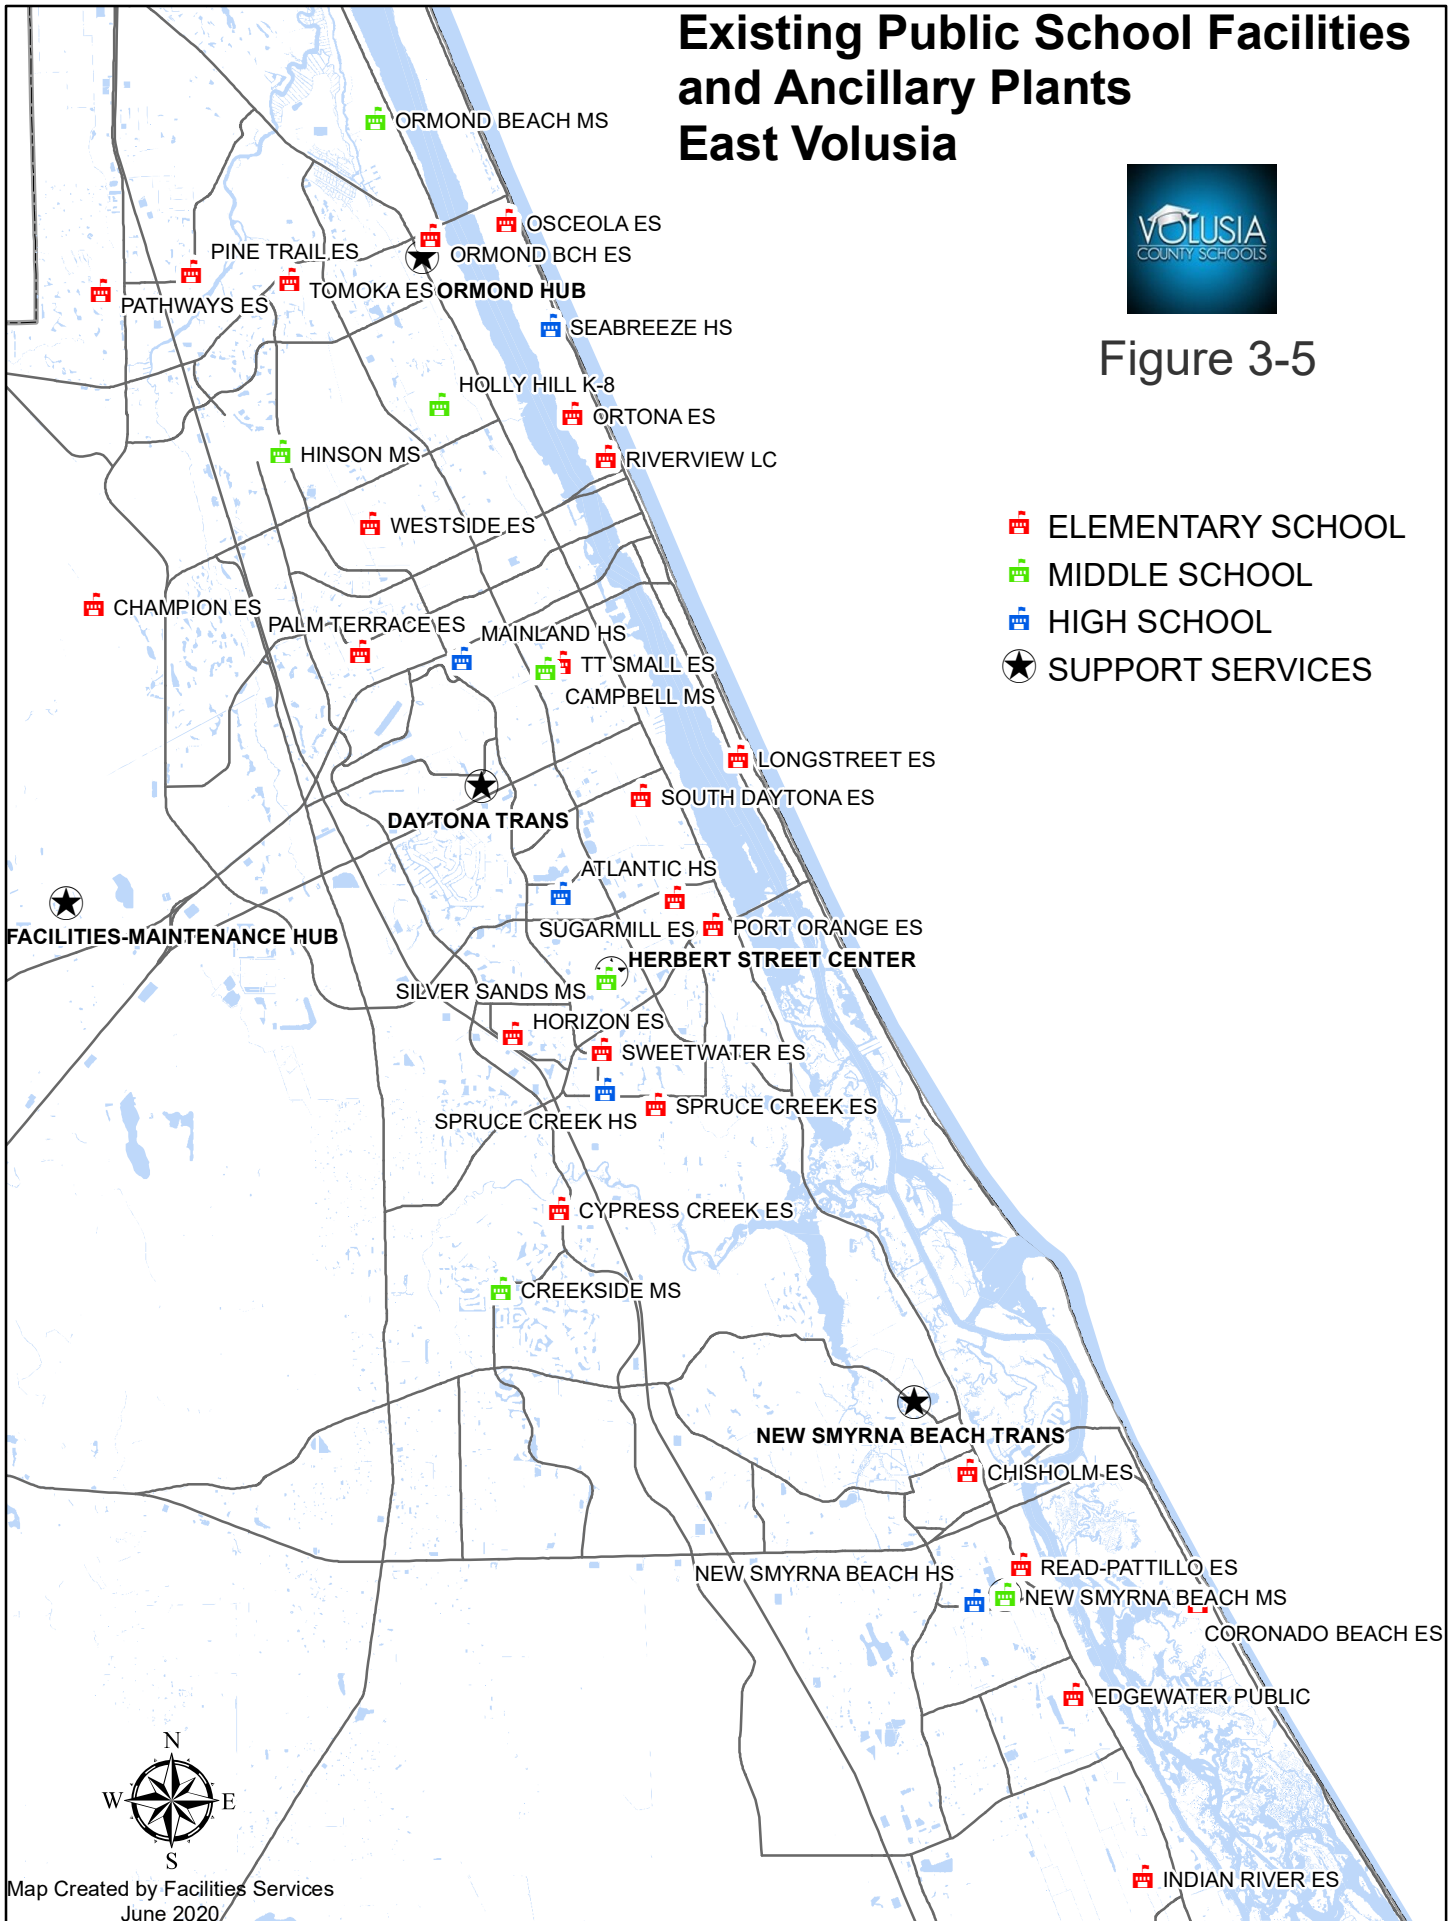 Existing Public School Facilities
and Ancillary Plants
East Volusia
VOLUSIA
COUNTY SCHOOLS
Figure 3-5
ELEMENTARY SCHOOL
MIDDLE SCHOOL
HIGH SCHOOL
SUPPORT SERVICES
ORMOND BEACH MS
OSCEOLA ES
PINE TRAIL ES
ORMOND BCH ES
TOMOKA ES
ORMOND HUB
PATHWAYS ES
SEABREEZE HS
HOLLY HILL K-8
ORTONA ES
HINSON MS
RIVERVIEW LC
WESTSIDE ES
CHAMPION ES
PALM TERRACE ES
MAINLAND HS
TT SMALL ES
CAMPBELL MS
LONGSTREET ES
SOUTH DAYTONA ES
DAYTONA TRANS
ATLANTIC HS
SUGARMILL ES
PORT ORANGE ES
FACILITIES-MAINTENANCE HUB
HERBERT STREET CENTER
SILVER SANDS MS
HORIZON ES
SWEETWATER ES
SPRUCE CREEK ES
SPRUCE CREEK HS
CYPRESS CREEK ES
CREEKSIDE MS
NEW SMYRNA BEACH TRANS
CHISHOLM ES
READ-PATTILLO ES
NEW SMYRNA BEACH HS
NEW SMYRNA BEACH MS
CORONADO BEACH ES
EDGEWATER PUBLIC
INDIAN RIVER ES
N
W
E
S
Map Created by Facilities Services
June 2020